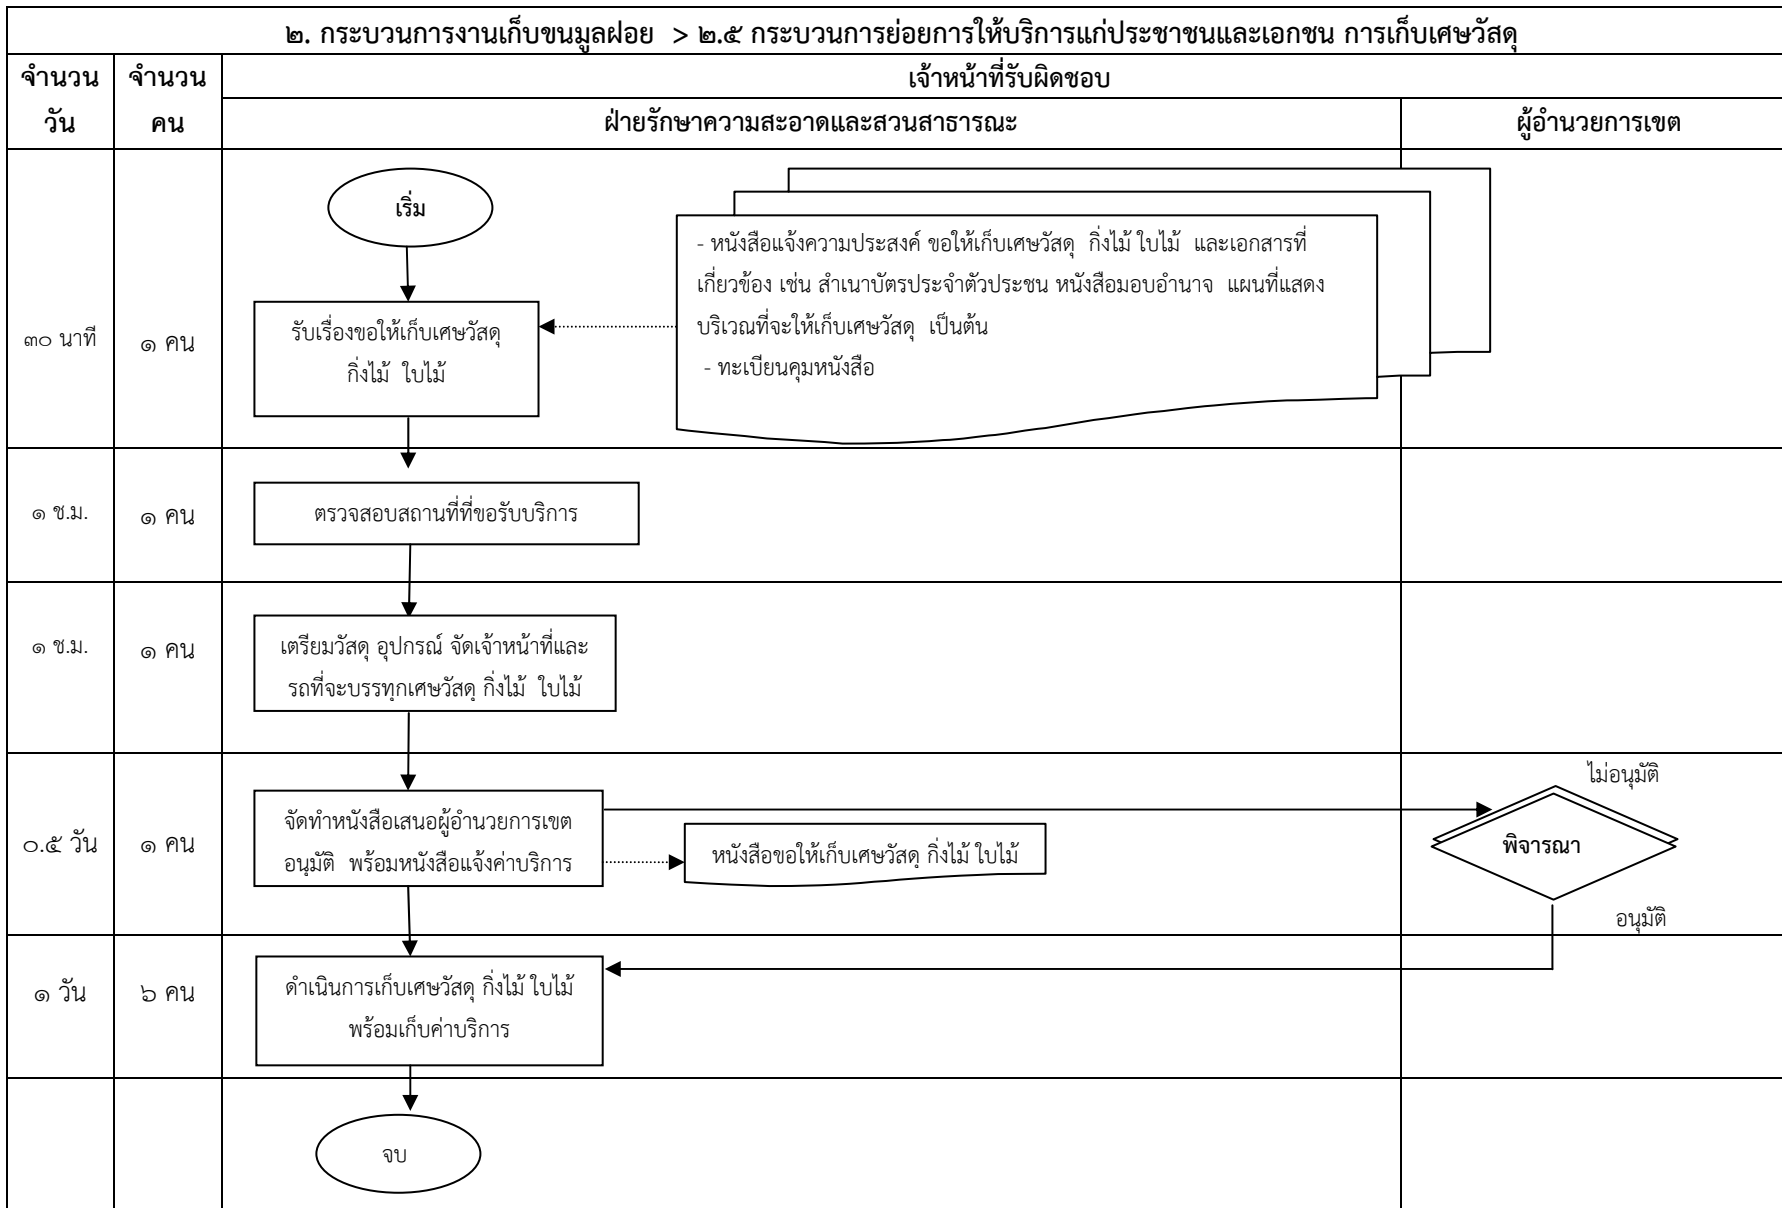 ๒. กระบวนการงานเก็บขนมูลฝอย > ๒.๕ กระบวนการย่อยการให้บริการแก่ประชาชนและเอกชน การเก็บเศษวัสดุ
จำนวน
วัน
จำนวน
คน
เจ้าหน้าที่รับผิดชอบ
ฝ่ายรักษาความสะอาดและสวนสาธารณะ
ผู้อำนวยการเขต
เริ่ม
- หนังสือแจ้งความประสงค์ ขอให้เก็บเศษวัสดุ กิ่งไม้ ใบไม้ และเอกสารที่
เกี่ยวข้อง เช่น สำเนาบัตรประจำตัวประชน หนังสือมอบอำนาจ แผนที่แสดง
บริเวณที่จะให้เก็บเศษวัสดุ เป็นต้น
- ทะเบียนคุมหนังสือ
๓๐ นาที
๑ คน
รับเรื่องขอให้เก็บเศษวัสดุ
กิ่งไม้ ใบไม้
๑ ช.ม.
๑ คน
ตรวจสอบสถานที่ที่ขอรับบริการ
๑ ช.ม.
๑ คน
เตรียมวัสดุ อุปกรณ์ จัดเจ้าหน้าที่และ
รถที่จะบรรทุกเศษวัสดุ กิ่งไม้ ใบไม้
๐.๕ วัน
๑ คน
จัดทำหนังสือเสนอผู้อำนวยการเขต
อนุมัติ พร้อมหนังสือแจ้งค่าบริการ
หนังสือขอให้เก็บเศษวัสดุ กิ่งไม้ ใบไม้
ไม่อนุมัติ
พิจารณา
อนุมัติ
๑ วัน
๖ คน
ดำเนินการเก็บเศษวัสดุ กิ่งไม้ ใบไม้
พร้อมเก็บค่าบริการ
จบ